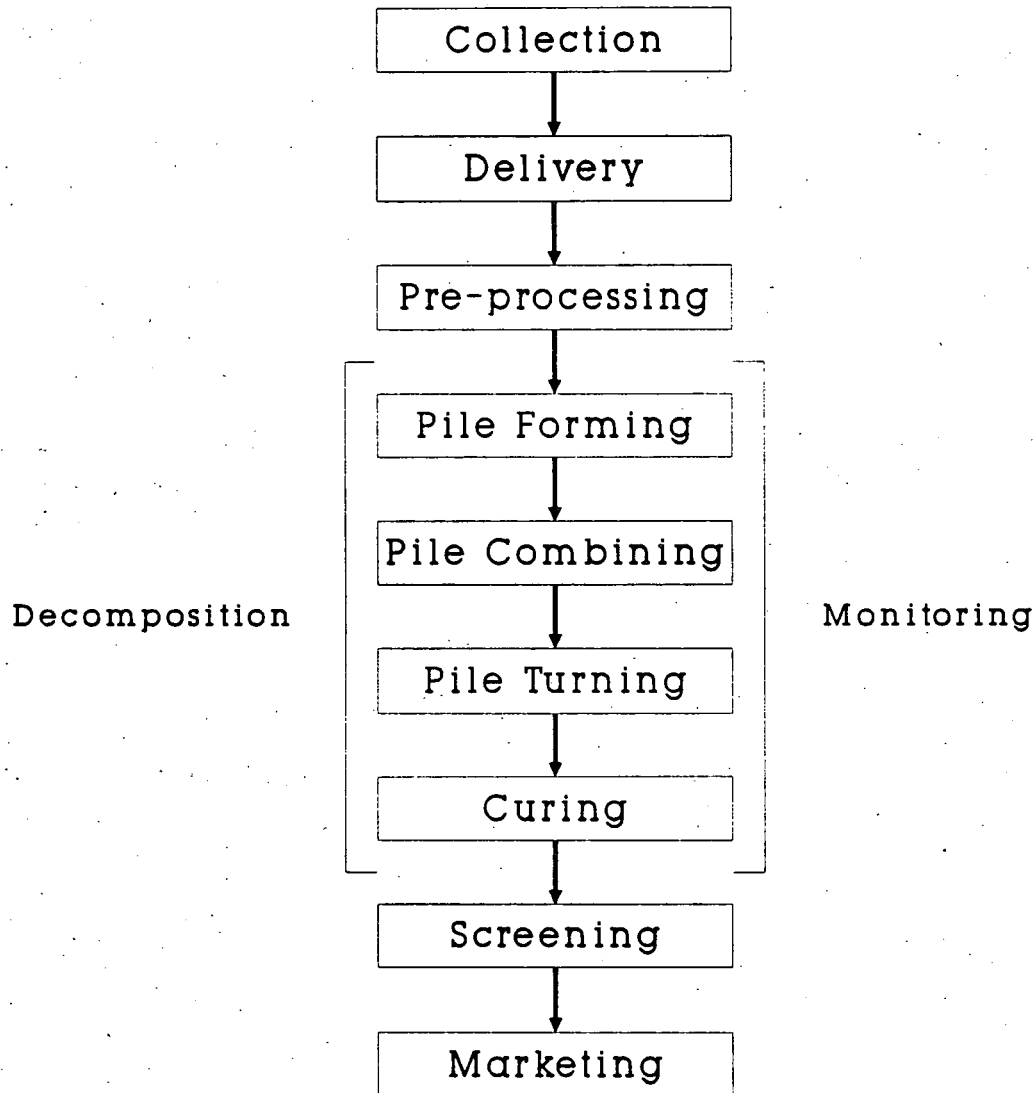 Collection
Delivery
Pre-processing
Pile Forming
Pile Combining
Decomposition
Monitoring
Pile Turning
Curing
Screening
Marketing